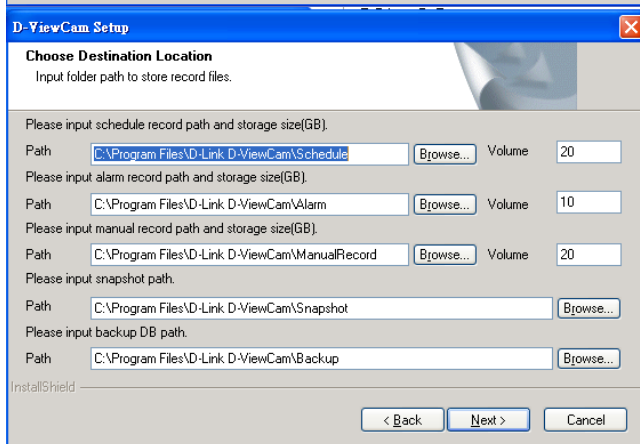 D-ViewCam Setup
Choose Destination Location
Input folder path to store record files.
Please input schedule record path and storage size(GB).
Path C:\Program Files\D-Link D-ViewCam\Schedule Browse... Volume 20
Please input alarm record path and storage size(GB).
Path C:\Program Files\D-Link D-ViewCam\Alarm Browse... Volume 10
Please input manual record path and storage size(GB).
Path C:\Program Files\D-Link D-ViewCam\ManualRecord Browse... Volume 20
Please input snapshot path.
Path C:\Program Files\D-Link D-ViewCam\Snapshot Browse...
Please input backup DB path.
Path C:\Program Files\D-Link D-ViewCam\Backup Browse...
InstallShield
< Back Next > Cancel